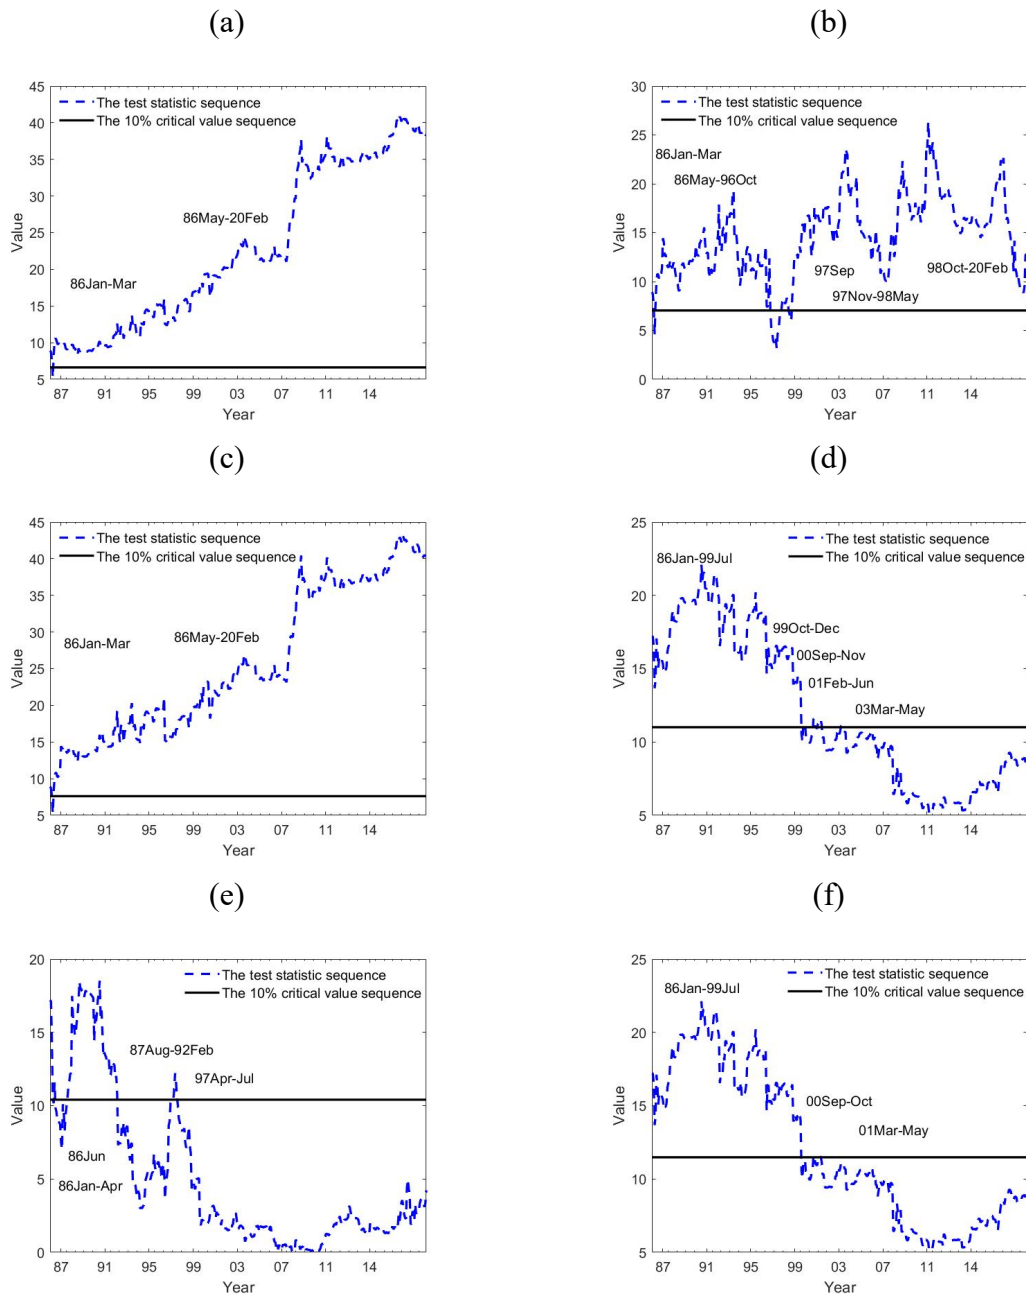 (a)
45
40
35
30
25
20
15
10
5
Value
The test statistic sequence
The 10% critical value sequence
86May-20Feb
86Jan-Mar
87 91 95 99 03 07 11 14
Year
(b)
30
25
20
15
10
5
0
Value
The test statistic sequence
The 10% critical value sequence
86Jan-Mar
86May-96Oct
97Sep
98Oct-20Feb
97Nov-98May
87 91 95 99 03 07 11 14
Year
(c)
45
40
35
30
25
20
15
10
5
Value
The test statistic sequence
The 10% critical value sequence
86Jan-Mar
86May-20Feb
87 91 95 99 03 07 11 14
Year
(d)
25
20
15
10
5
Value
The test statistic sequence
The 10% critical value sequence
86Jan-99Jul
99Oct-Dec
00Sep-Nov
01Feb-Jun
03Mar-May
87 91 95 99 03 07 11 14
Year
(e)
20
15
10
5
0
Value
The test statistic sequence
The 10% critical value sequence
87Aug-92Feb
97Apr-Jul
86Jun
86Jan-Apr
87 91 95 99 03 07 11 14
Year
(f)
25
20
15
10
5
Value
The test statistic sequence
The 10% critical value sequence
86Jan-99Jul
00Sep-Oct
01Mar-May
87 91 95 99 03 07 11 14
Year